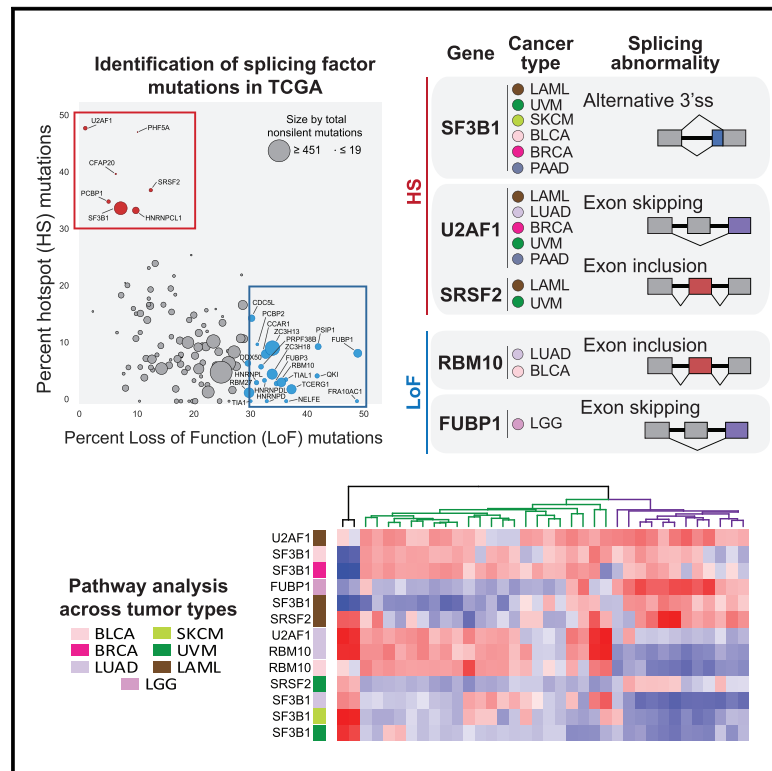 Identification of splicing factor
mutations in TCGA
Percent hotspot (HS) mutations
50
40
30
20
10
0
U2AF1
PHF5A
CFAP20
SRSF2
PCBP1
SF3B1
HNRNPCL1
Size by total
nonsilent mutations
≥ 451
≤ 19
CDC5L
PCBP2
CCAR1
ZC3H13
PRPF38B
ZC3H18
PSIP1
FUBP1
DDX50
FUBP3
RBM10
HNRNPL
TIAL1
QKI
RBM27
TCERG1
HNRNPDL
HNRNPD
FRA10AC1
TIA1
NELFE
0
10
20
30
40
50
Percent Loss of Function (LoF) mutations
Gene
Cancer
type
Splicing
abnormality
HS
SF3B1
LAML
UVM
SKCM
BLCA
BRCA
PAAD
Alternative 3'ss
U2AF1
LAML
LUAD
BRCA
UVM
PAAD
Exon skipping
SRSF2
LAML
UVM
Exon inclusion
LoF
RBM10
LUAD
BLCA
Exon inclusion
FUBP1
LGG
Exon skipping
Pathway analysis
across tumor types
BLCA
SKCM
BRCA
UVM
LUAD
LAML
LGG
U2AF1
SF3B1
SF3B1
FUBP1
SF3B1
SRSF2
U2AF1
RBM10
RBM10
SRSF2
SF3B1
SF3B1
SF3B1